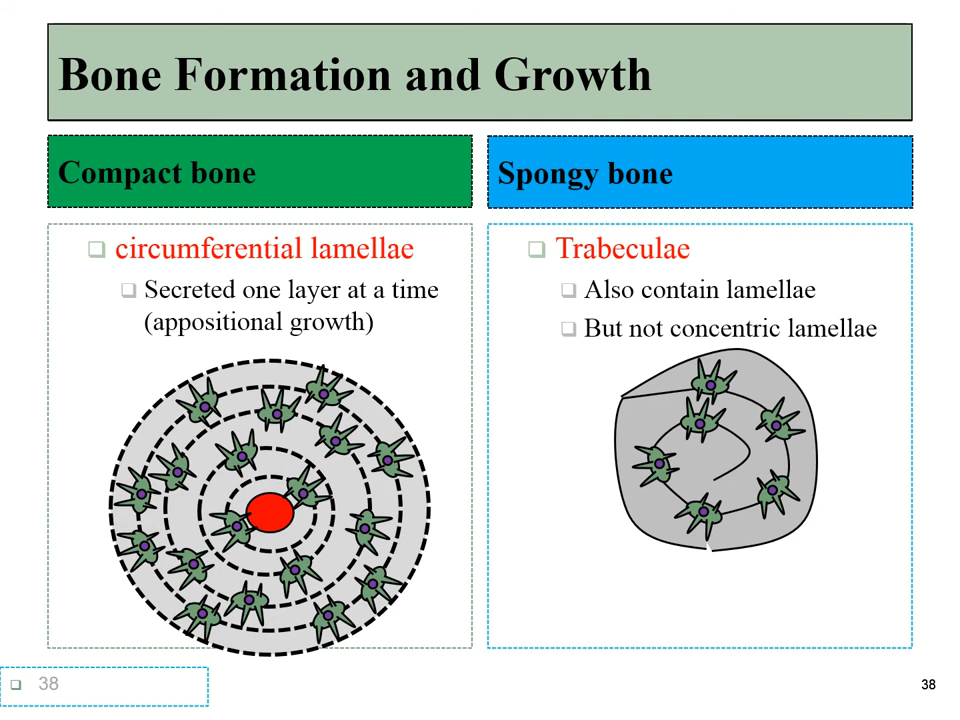 Bone Formation and Growth
Compact bone
circumferential lamellae
Secreted one layer at a time
(appositional growth)
Spongy bone
Trabeculae
Also contain lamellae
But not concentric lamellae
38
38